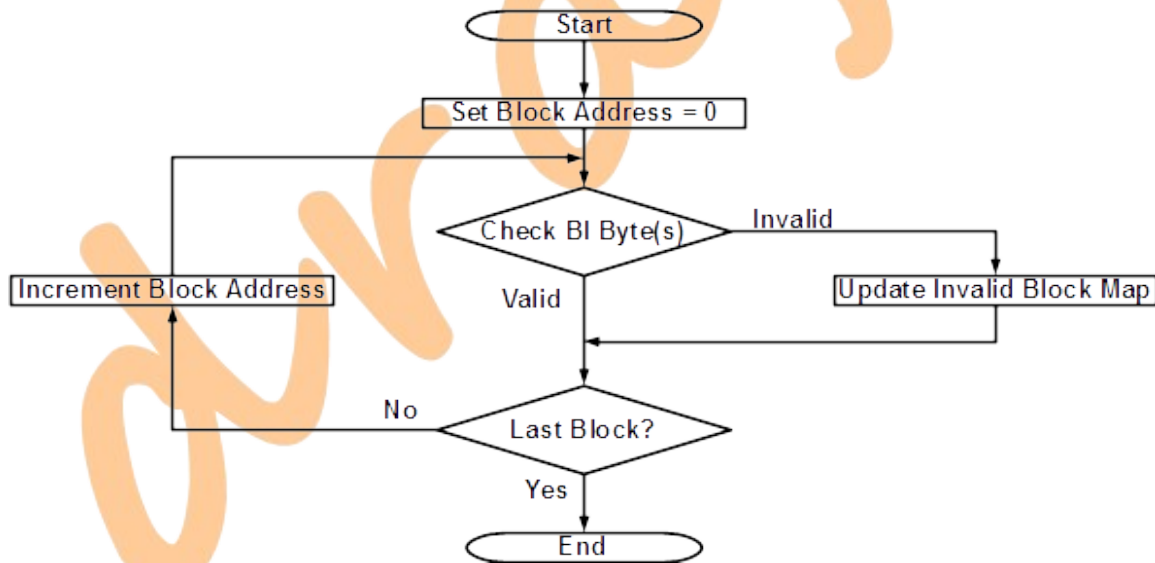 Start
Set Block Address = 0
Check BI Byte(s)
Invalid
Increment Block Address
Valid
Update Invalid Block Map
No
Last Block?
Yes
End